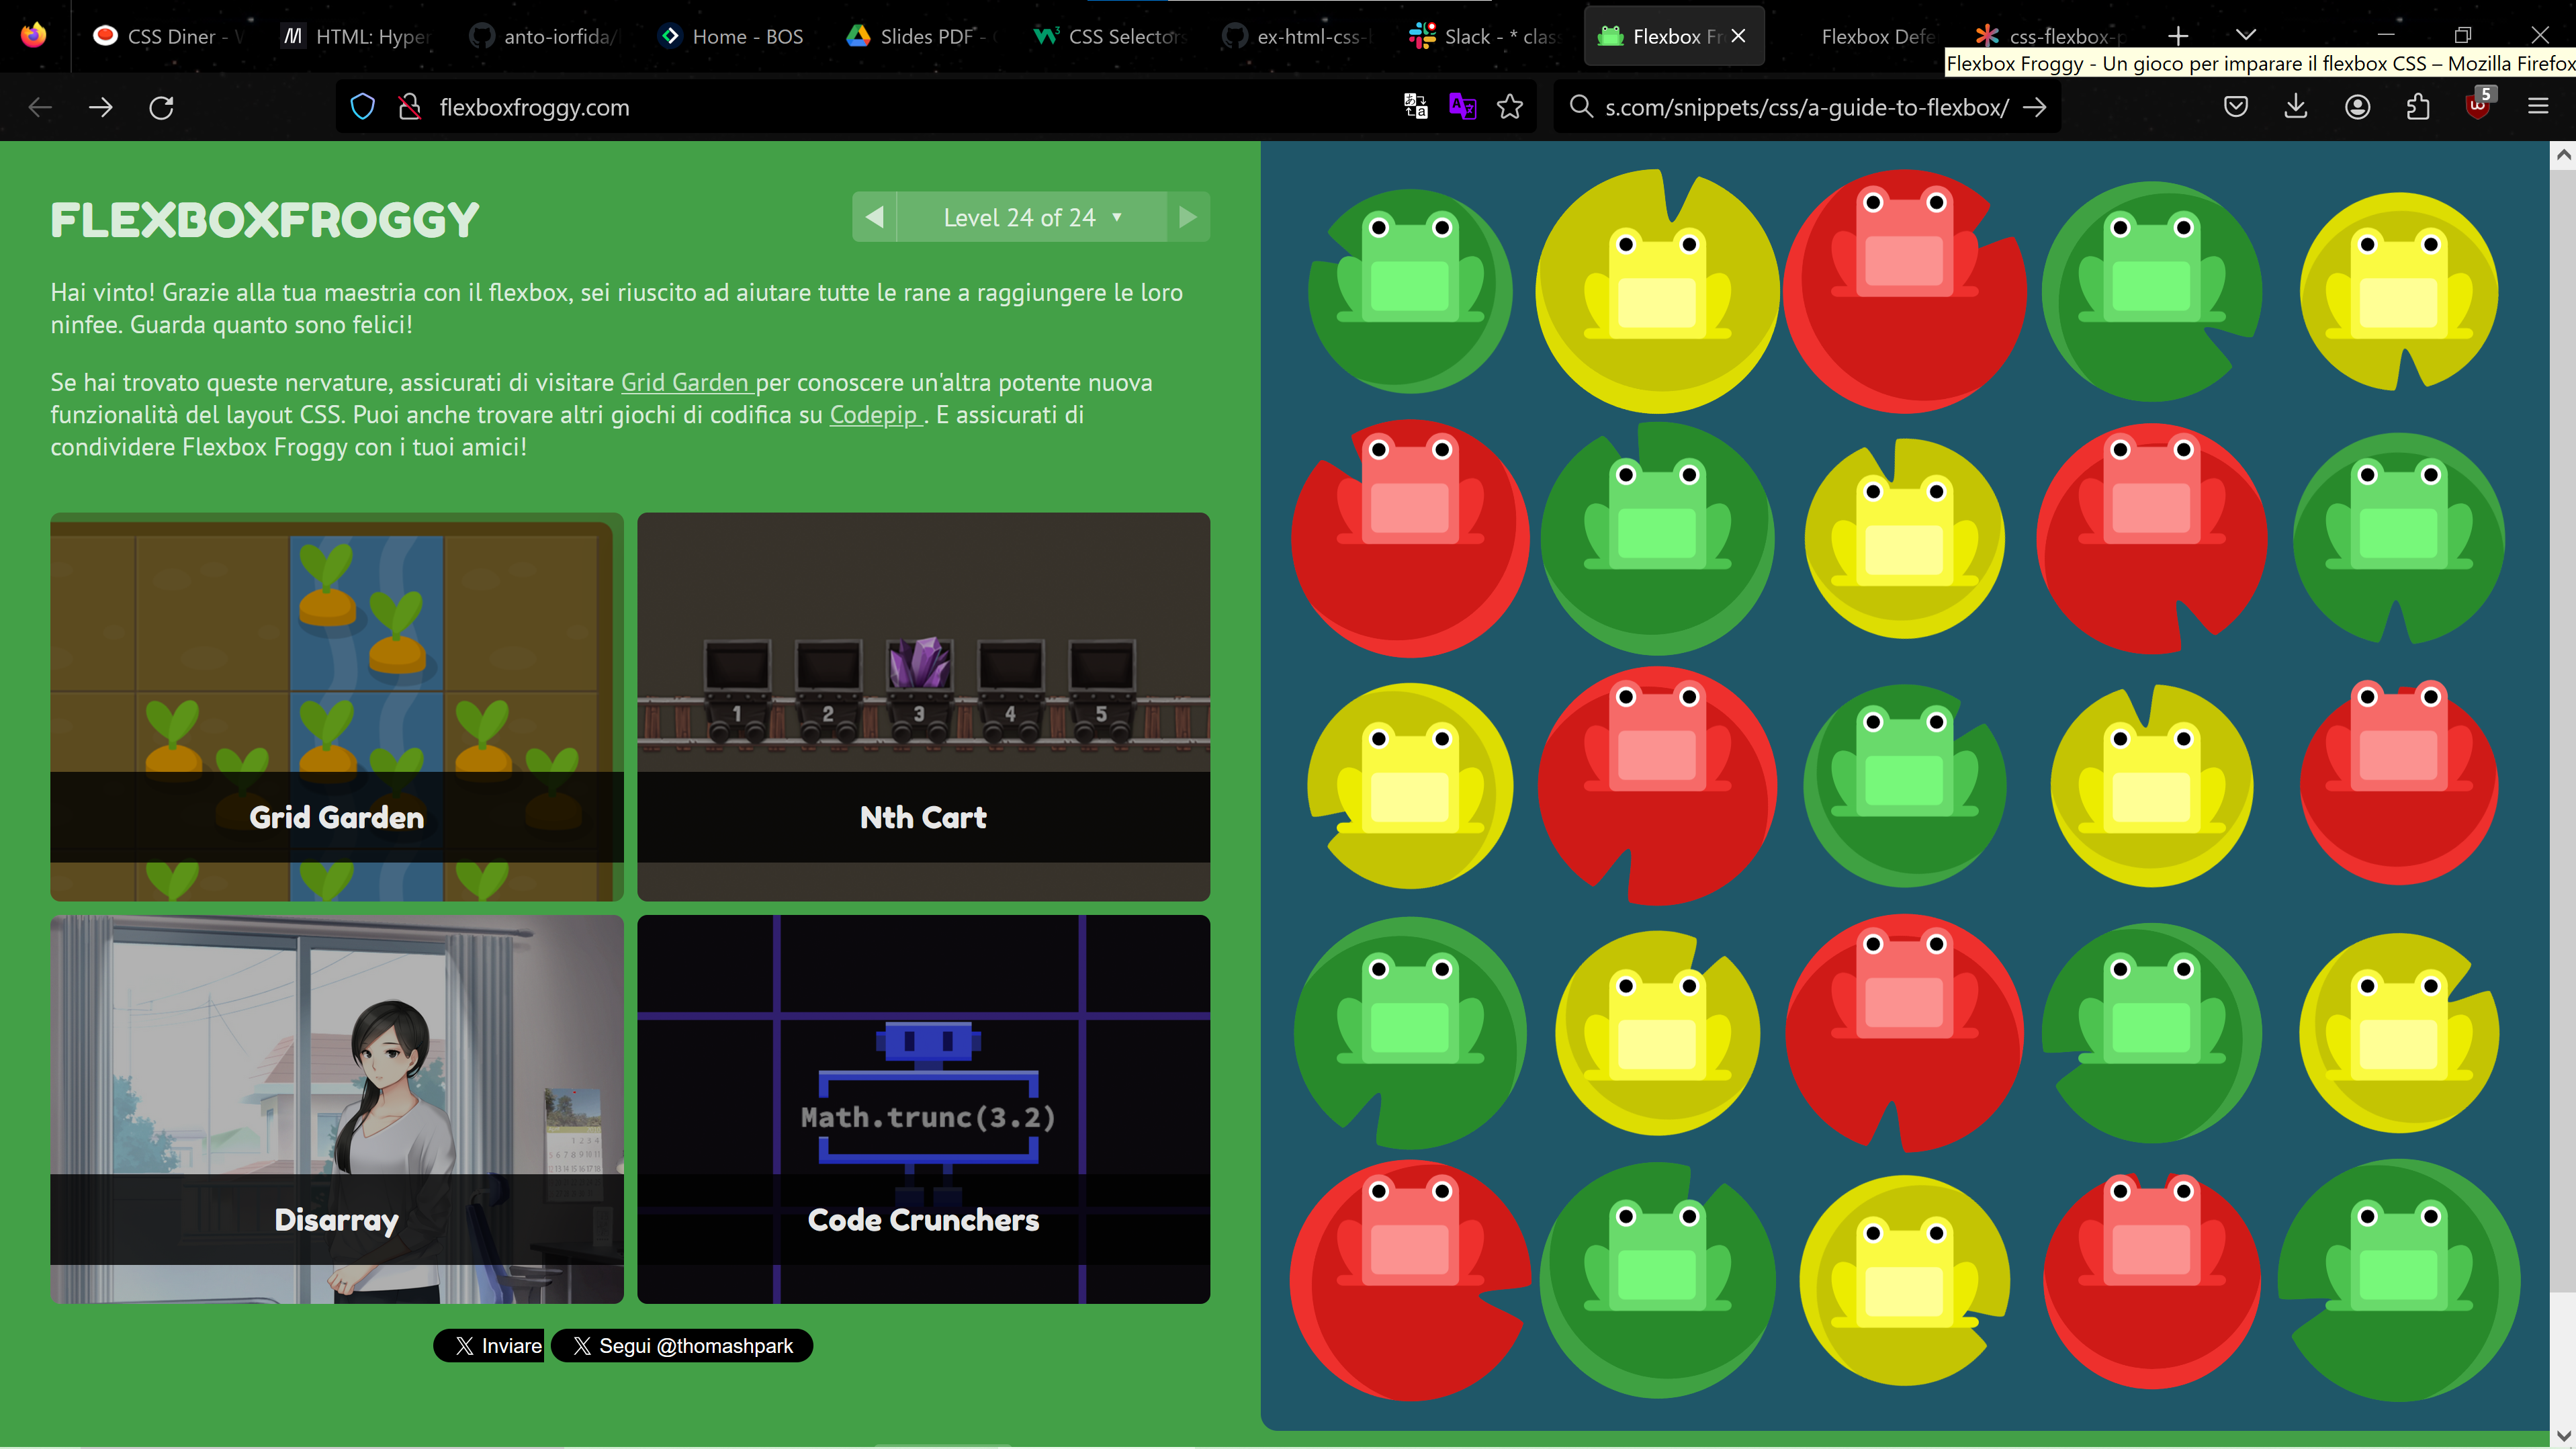 CSS Diner -
HTML: Hyper
anto-iorfida/
Home - BOS
Slides PDF -
CSS Selectors
ex-html-css-
Slack - * clas
Flexbox Fr
Flexbox Defe
css-flexbox-p
Flexbox Froggy - Un gioco per imparare il flexbox CSS – Mozilla Firefox
flexboxfroggy.com
s.com/snippets/css/a-guide-to-flexbox/
5
FLEXBOXFROGGY
Level 24 of 24 ▼
Hai vinto! Grazie alla tua maestria con il flexbox, sei riuscito ad aiutare tutte le rane a raggiungere le loro
ninfee. Guarda quanto sono felici!
Se hai trovato queste nervature, assicurati di visitare Grid Garden per conoscere un'altra potente nuova
funzionalità del layout CSS. Puoi anche trovare altri giochi di codifica su Codepip . E assicurati di
condividere Flexbox Froggy con i tuoi amici!
Grid Garden
1 2 3 4 5
Nth Cart
Disarray
Math.trunc(3.2)
Code Crunchers
Inviare
Segui @thomashpark